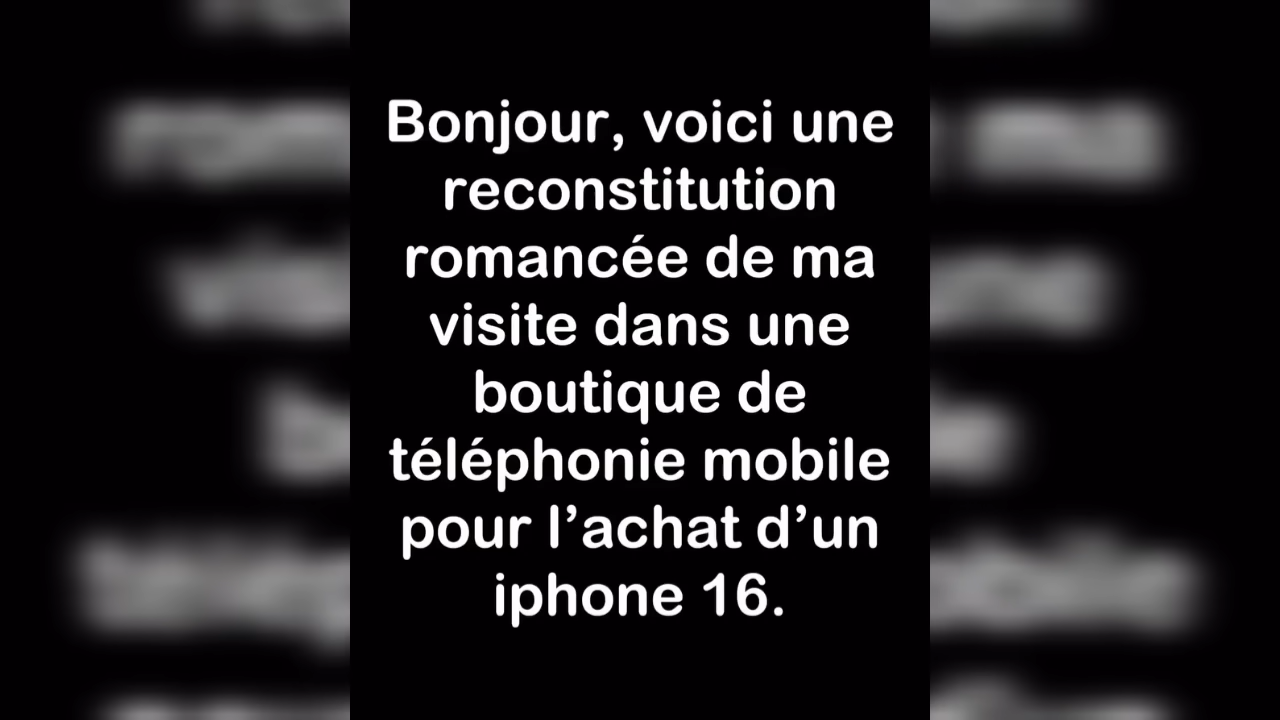 Bonjour, voici une
reconstitution
romancée de ma
visite dans une
boutique de
téléphonie mobile
pour l’achat d’un
iphone 16.